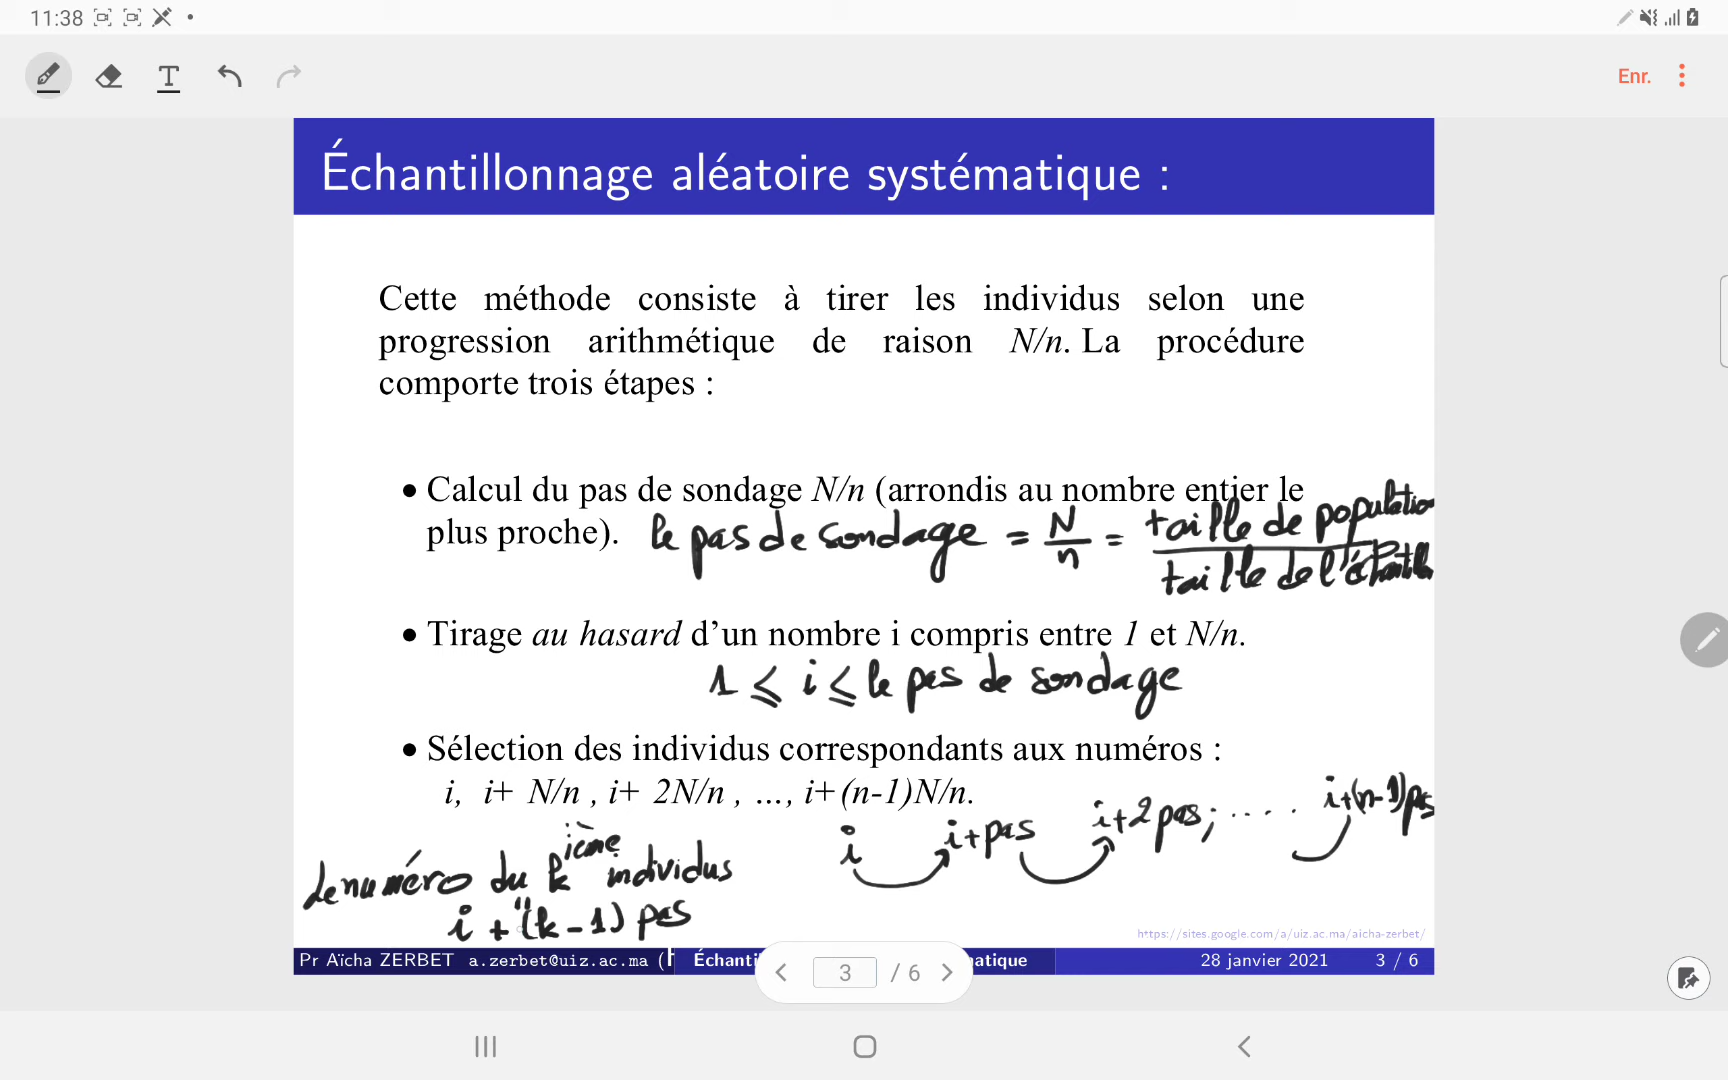 11:38
Enr.
Échantillonnage aléatoire systématique :
Cette méthode consiste à tirer les individus selon une
progression arithmétique de raison N/n. La procédure
comporte trois étapes :
• Calcul du pas de sondage N/n (arrondis au nombre entier le
plus proche).
le pas de sondage = N/n = taille de population / taille de l'échantill
• Tirage au hasard d’un nombre i compris entre 1 et N/n.
1 ⩽ i ⩽ le pas de sondage
• Sélection des individus correspondants aux numéros :
i, i+ N/n , i+ 2N/n , ..., i+(n-1)N/n.
i i+pas i+2pas; .... i+(n-1)pas
Le numéro du k ième individus
i + (k-1) pas
https://sites.google.com/a/uiz.ac.ma/aicha-zerbet/
Pr Aïcha ZERBET a.zerbet@uiz.ac.ma ( Échanti atique 28 janvier 2021 3 / 6
3 / 6